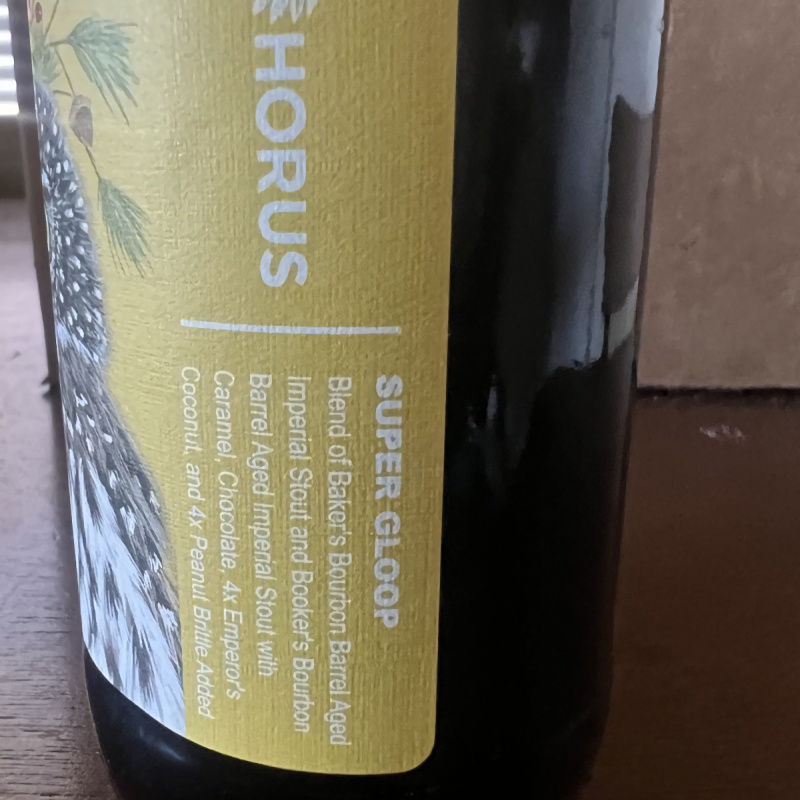 HORUS
SUPER GLOOP
Blend of Baker's Bourbon Barrel Aged
Imperial Stout and Booker's Bourbon
Barrel Aged Imperial Stout with
Caramel, Chocolate, 4x Emperor's
Coconut, and 4x Peanut Brittle Added